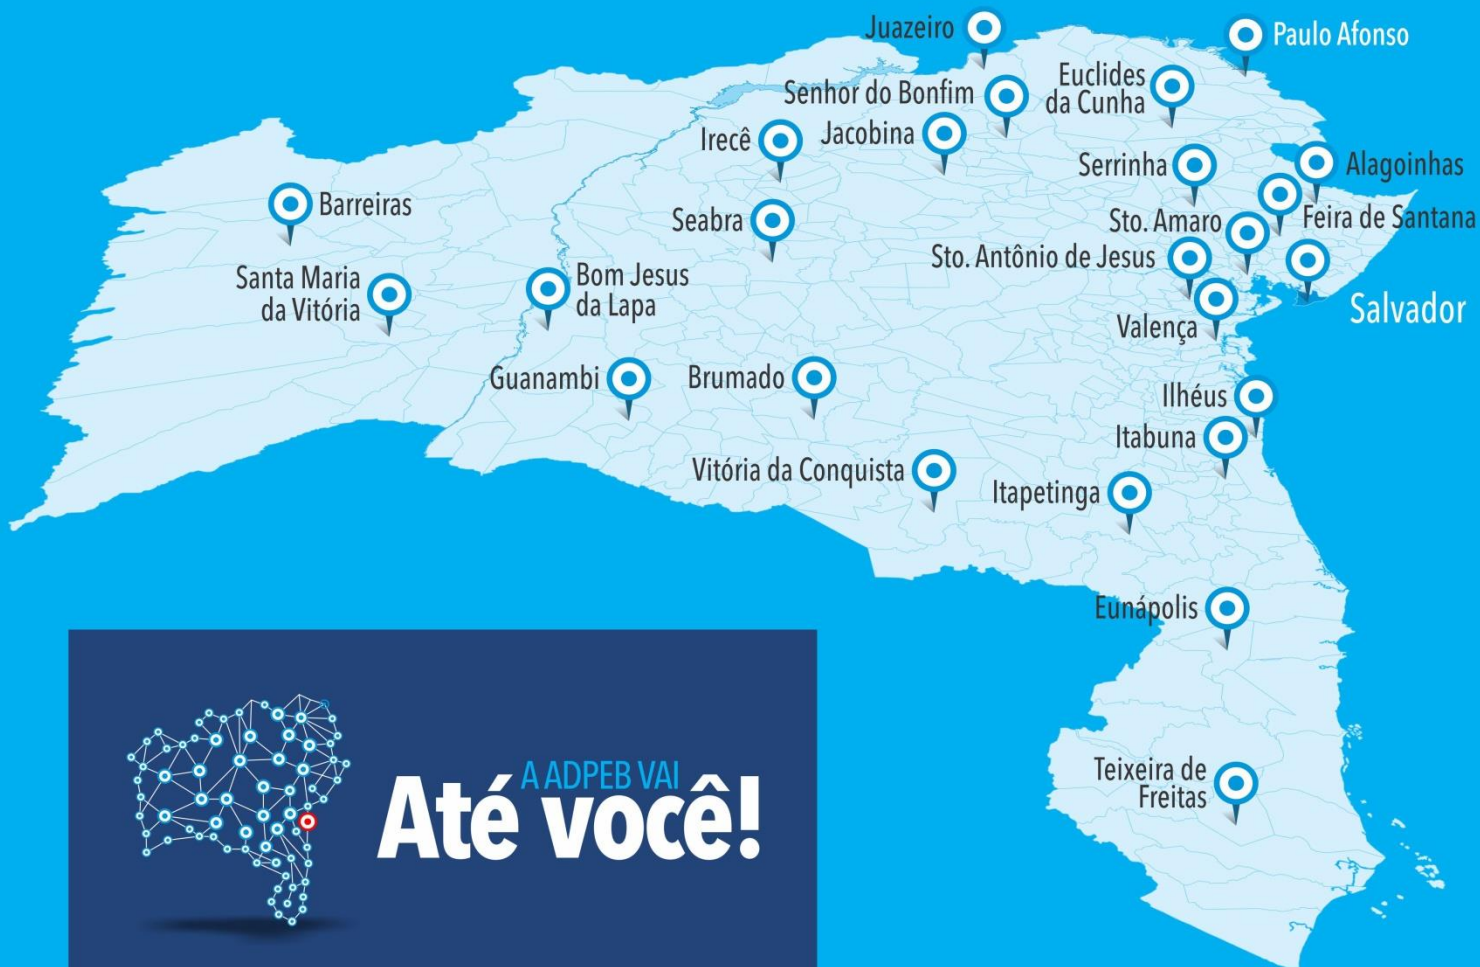 Juazeiro
Paulo Afonso
Senhor do Bonfim
Euclides
da Cunha
Irecê
Jacobina
Serrinha
Alagoinhas
Barreiras
Seabra
Sto. Amaro
Feira de Santana
Sto. Antônio de Jesus
Santa Maria
da Vitória
Bom Jesus
da Lapa
Salvador
Valença
Guanambi
Brumado
Ilhéus
Itabuna
Vitória da Conquista
Itapetinga
Eunápolis
Teixeira de
Freitas
A ADPEB VAI
Até você!